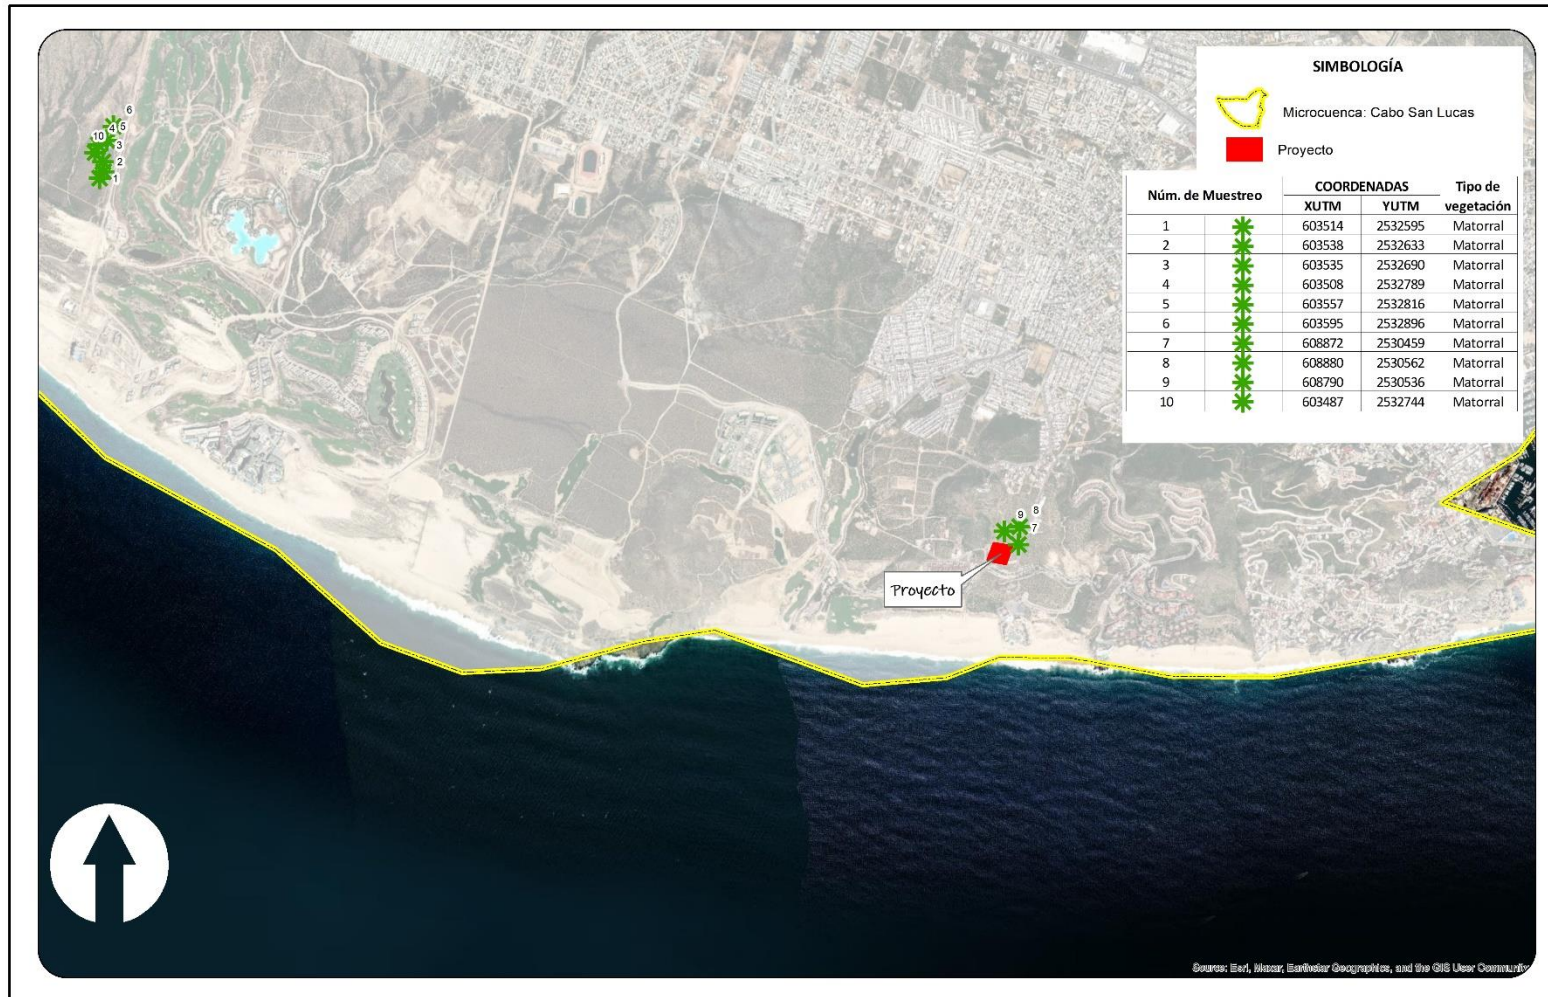 SIMBOLOGÍA
Microcuenca: Cabo San Lucas
Proyecto
Núm. de Muestreo COORDENADAS Tipo de vegetación
XUTM YUTM
1 603514 2532595 Matorral
2 603538 2532633 Matorral
3 603535 2532690 Matorral
4 603508 2532789 Matorral
5 603557 2532816 Matorral
6 603595 2532896 Matorral
7 608872 2530459 Matorral
8 608880 2530562 Matorral
9 608790 2530536 Matorral
10 603487 2532744 Matorral
6
4 5
10
3
2
1
9 8
7
Proyecto
Source: Esri, Maxar, Earthstar Geographics, and the GIS User Community